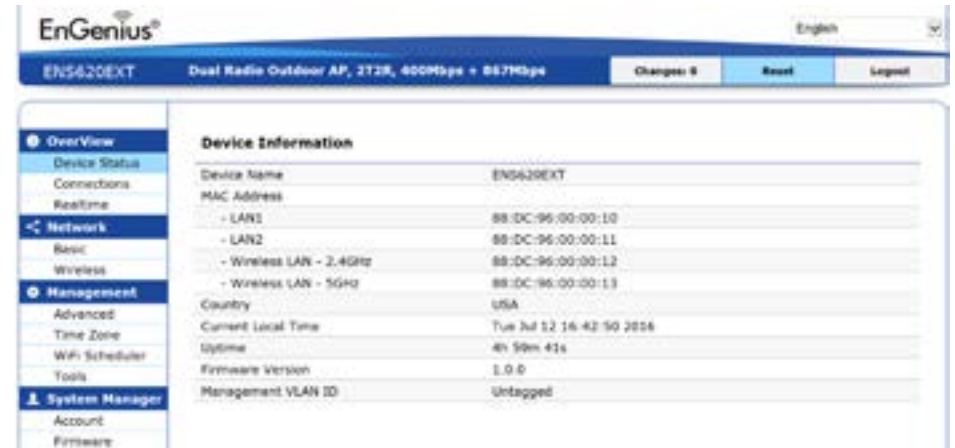 EnGenius®
English
ENS620EXT
Dual Radio Outdoor AP, 2T2R, 400Mbps + 867Mbps
Changes: 0
Reset
Logout
OverView
Device Status
Connections
Realtime
Network
Basic
Wireless
Management
Advanced
Time Zone
WiFi Scheduler
Tools
System Manager
Account
Firmware
Device Information
Device Name ENS620EXT
MAC Address
- LAN1 88:DC:96:00:00:10
- LAN2 88:DC:96:00:00:11
- Wireless LAN - 2.4GHz 88:DC:96:00:00:12
- Wireless LAN - 5GHz 88:DC:96:00:00:13
Country USA
Current Local Time Tue Jul 12 16:42:50 2016
Uptime 4h 59m 41s
Firmware Version 1.0.0
Management VLAN ID Untagged